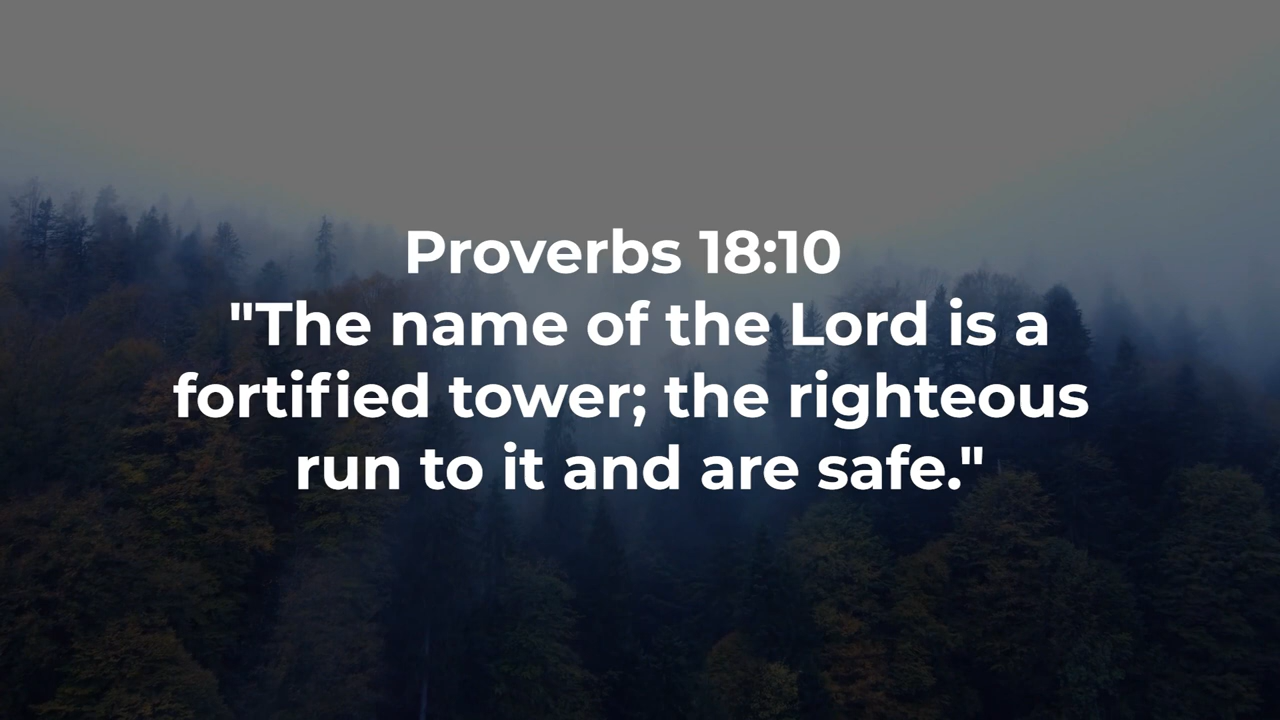 Proverbs 18:10
"The name of the Lord is a
fortified tower; the righteous
run to it and are safe."